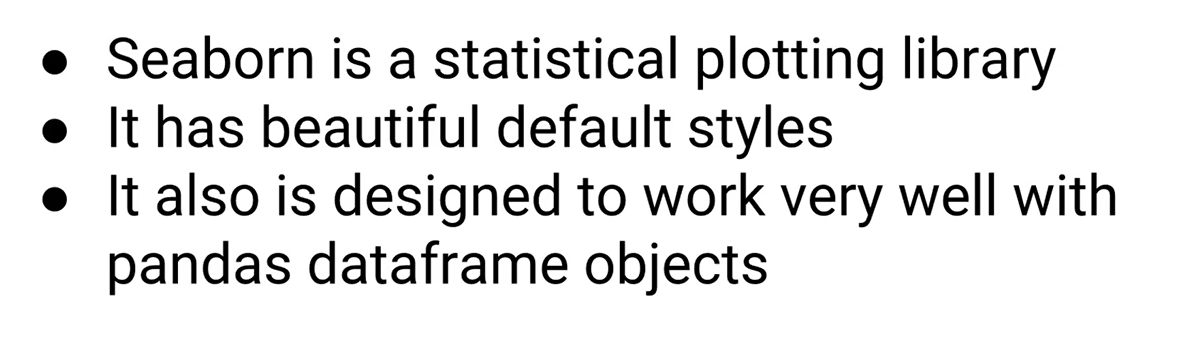 ● Seaborn is a statistical plotting library
● It has beautiful default styles
● It also is designed to work very well with
pandas dataframe objects